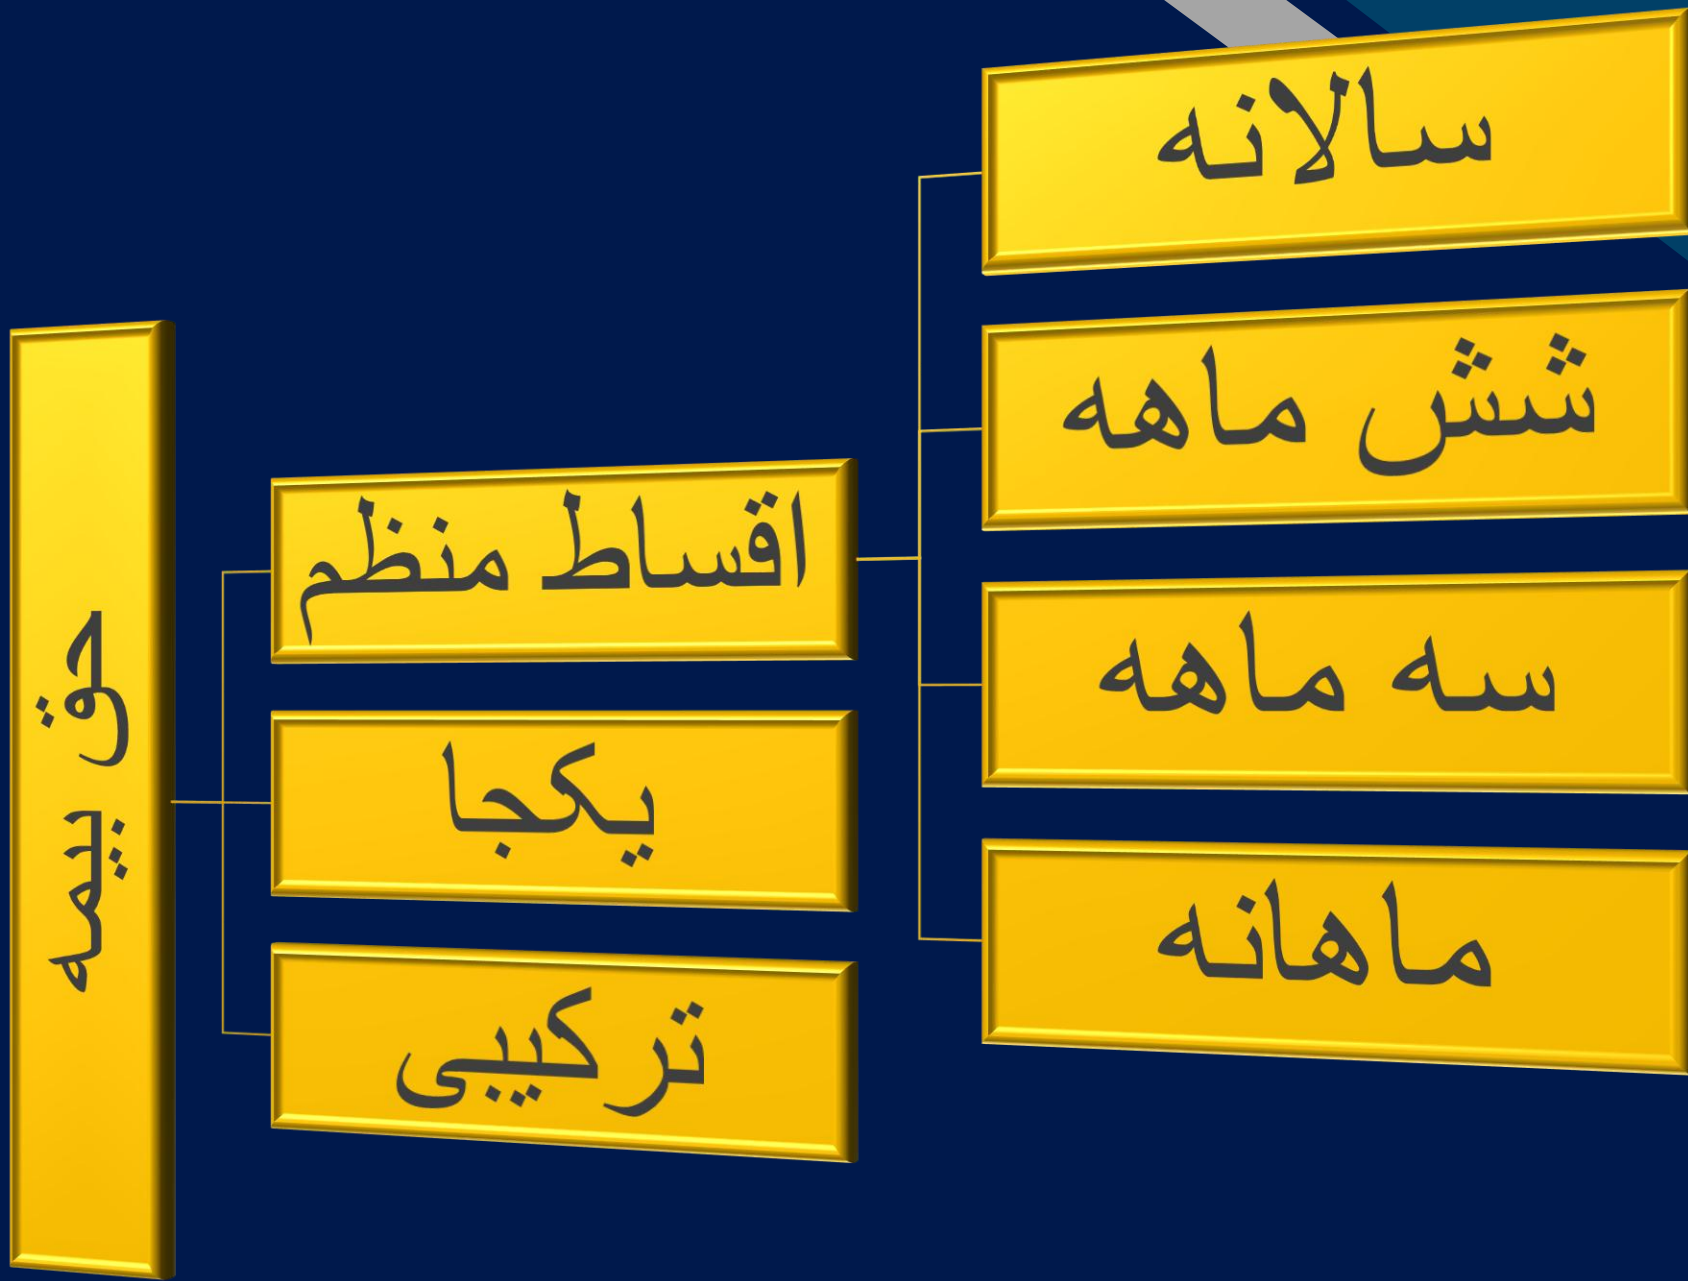 حق بیمه
اقساط منظم
سالانه
شش ماهه
سه ماهه
ماهانه
یکجا
ترکیبی